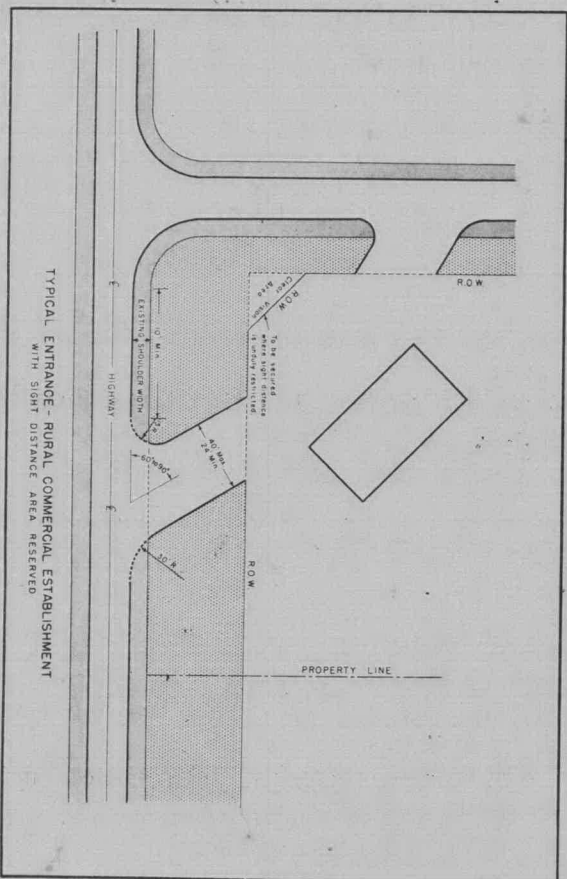 R.O.W.
R O W
Clear Vision
Area
To be secured
where sight distance
is unduly restricted.
10' Min.
EXISTING SHOULDER WIDTH
40' Max
24' Min
60° to 90°
30' R
R O W
PROPERTY LINE
HIGHWAY
TYPICAL ENTRANCE - RURAL COMMERCIAL ESTABLISHMENT
WITH SIGHT DISTANCE AREA RESERVED